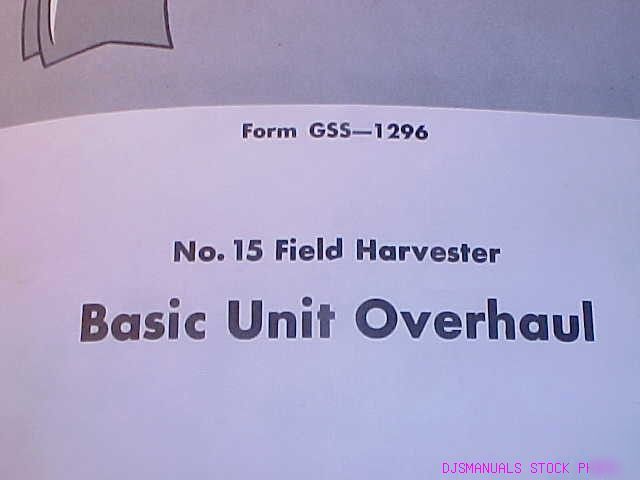 Form GSS—1296
No. 15 Field Harvester
Basic Unit Overhaul
DJSMANUALS STOCK